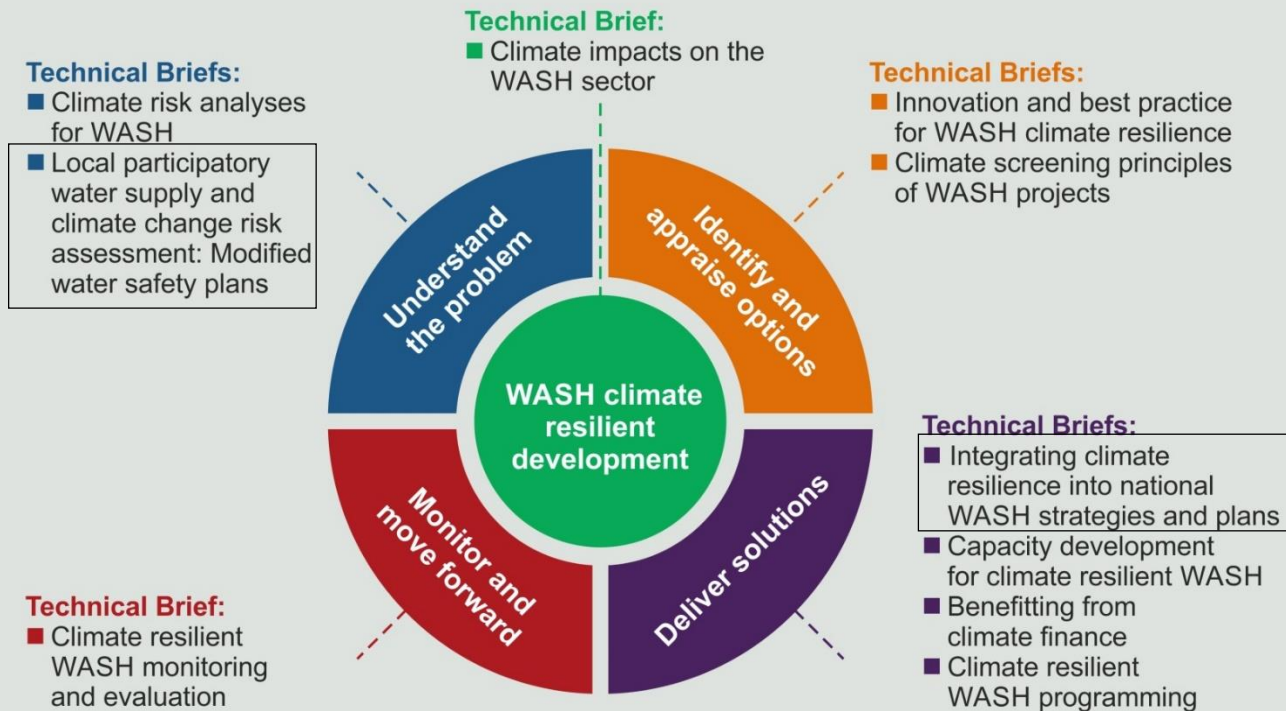 Technical Brief:
■ Climate impacts on the
WASH sector
Technical Briefs:
■ Climate risk analyses
for WASH
■ Local participatory
water supply and
climate change risk
assessment: Modified
water safety plans
Technical Briefs:
■ Innovation and best practice
for WASH climate resilience
■ Climate screening principles
of WASH projects
Understand
the problem
Identify and
appraise options
WASH climate
resilient
development
Monitor and
move forward
Deliver solutions
Technical Brief:
■ Climate resilient
WASH monitoring
and evaluation
Technical Briefs:
■ Integrating climate
resilience into national
WASH strategies and plans
■ Capacity development
for climate resilient WASH
■ Benefitting from
climate finance
■ Climate resilient
WASH programming